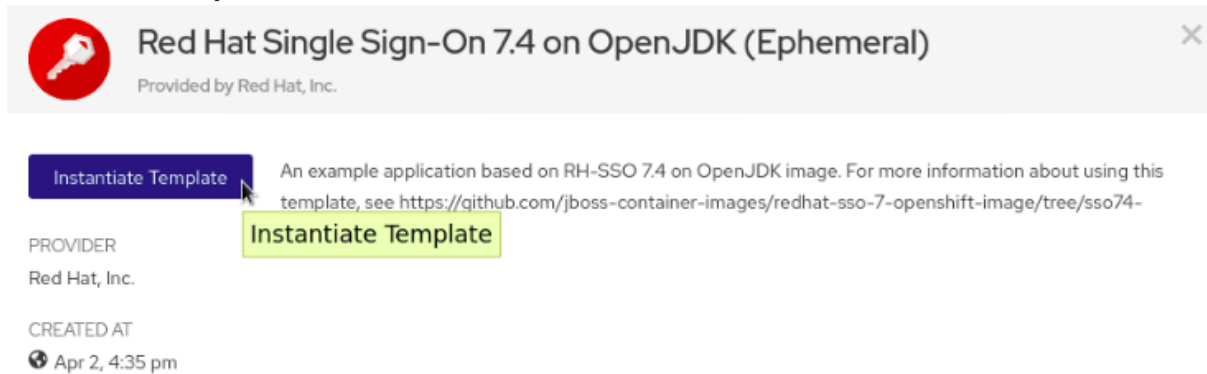 Red Hat Single Sign-On 7.4 on OpenJDK (Ephemeral)
Provided by Red Hat, Inc.
Instantiate Template
An example application based on RH-SSO 7.4 on OpenJDK image. For more information about using this
template, see https://github.com/jboss-container-images/redhat-sso-7-openshift-image/tree/sso74-
Instantiate Template
PROVIDER
Red Hat, Inc.
CREATED AT
Apr 2, 4:35 pm